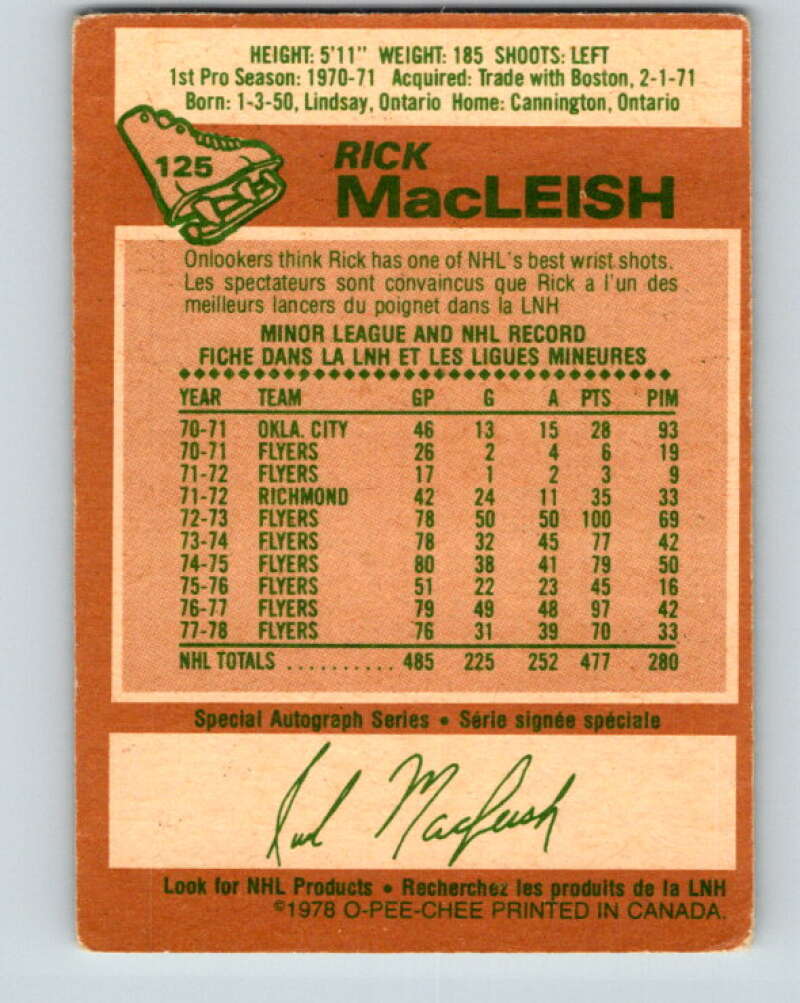 HEIGHT: 5'11" WEIGHT: 185 SHOOTS: LEFT
1st Pro Season: 1970-71 Acquired: Trade with Boston, 2-1-71
Born: 1-3-50, Lindsay, Ontario Home: Cannington, Ontario
125
RICK
MacLEISH
Onlookers think Rick has one of NHL's best wrist shots.
Les spectateurs sont convaincus que Rick a l'un des
meilleurs lancers du poignet dans la LNH
MINOR LEAGUE AND NHL RECORD
FICHE DANS LA LNH ET LES LIGUES MINEURES
YEAR TEAM GP G A PTS PIM
70-71 OKLA. CITY 46 13 15 28 93
70-71 FLYERS 26 2 4 6 19
71-72 FLYERS 17 1 2 3 9
71-72 RICHMOND 42 24 11 35 33
72-73 FLYERS 78 50 50 100 69
73-74 FLYERS 78 32 45 77 42
74-75 FLYERS 80 38 41 79 50
75-76 FLYERS 51 22 23 45 16
76-77 FLYERS 79 49 48 97 42
77-78 FLYERS 76 31 39 70 33
NHL TOTALS .......... 485 225 252 477 280
Special Autograph Series • Série signée spéciale
Rick MacLeish
Look for NHL Products • Recherchez les produits de la LNH
©1978 O-PEE-CHEE PRINTED IN CANADA.